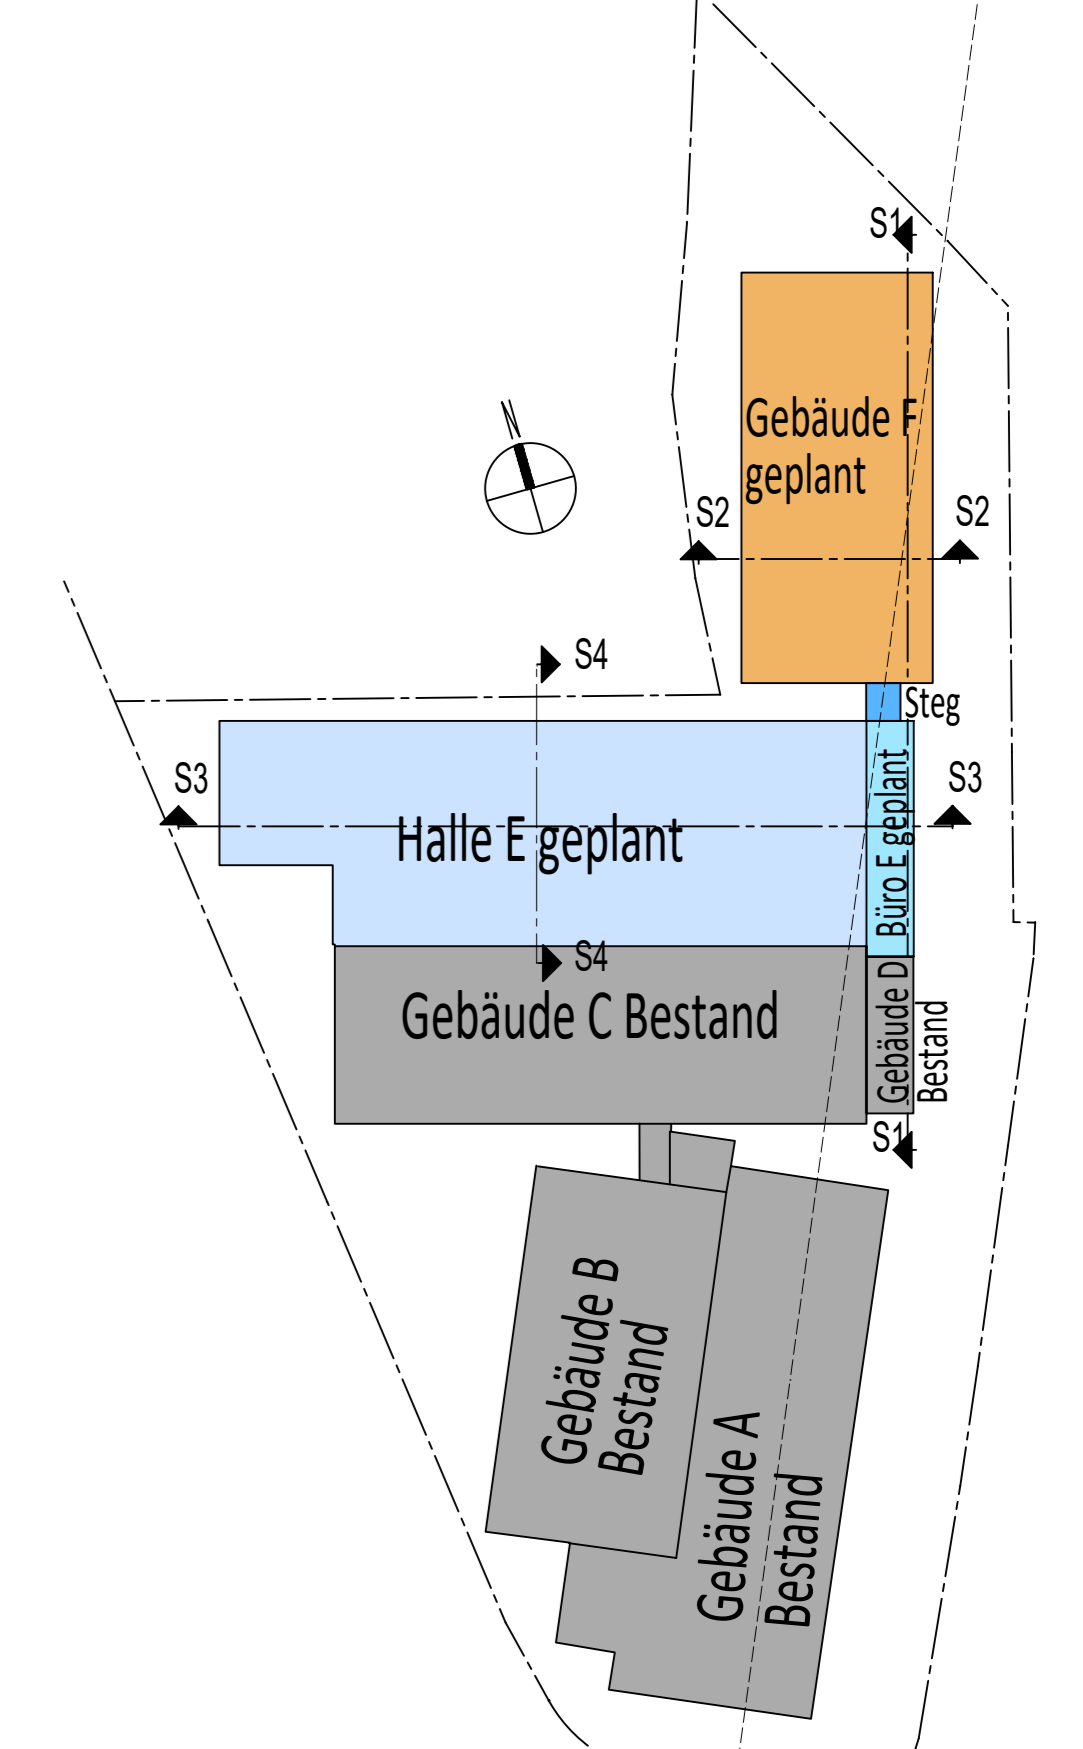 S1
Gebäude F
geplant
S2
S2
S4
Steg
S3
S3
Halle E geplant
Büro E geplant
S4
Gebäude C Bestand
Gebäude D
Bestand
S1
Gebäude B
Bestand
Gebäude A
Bestand
N